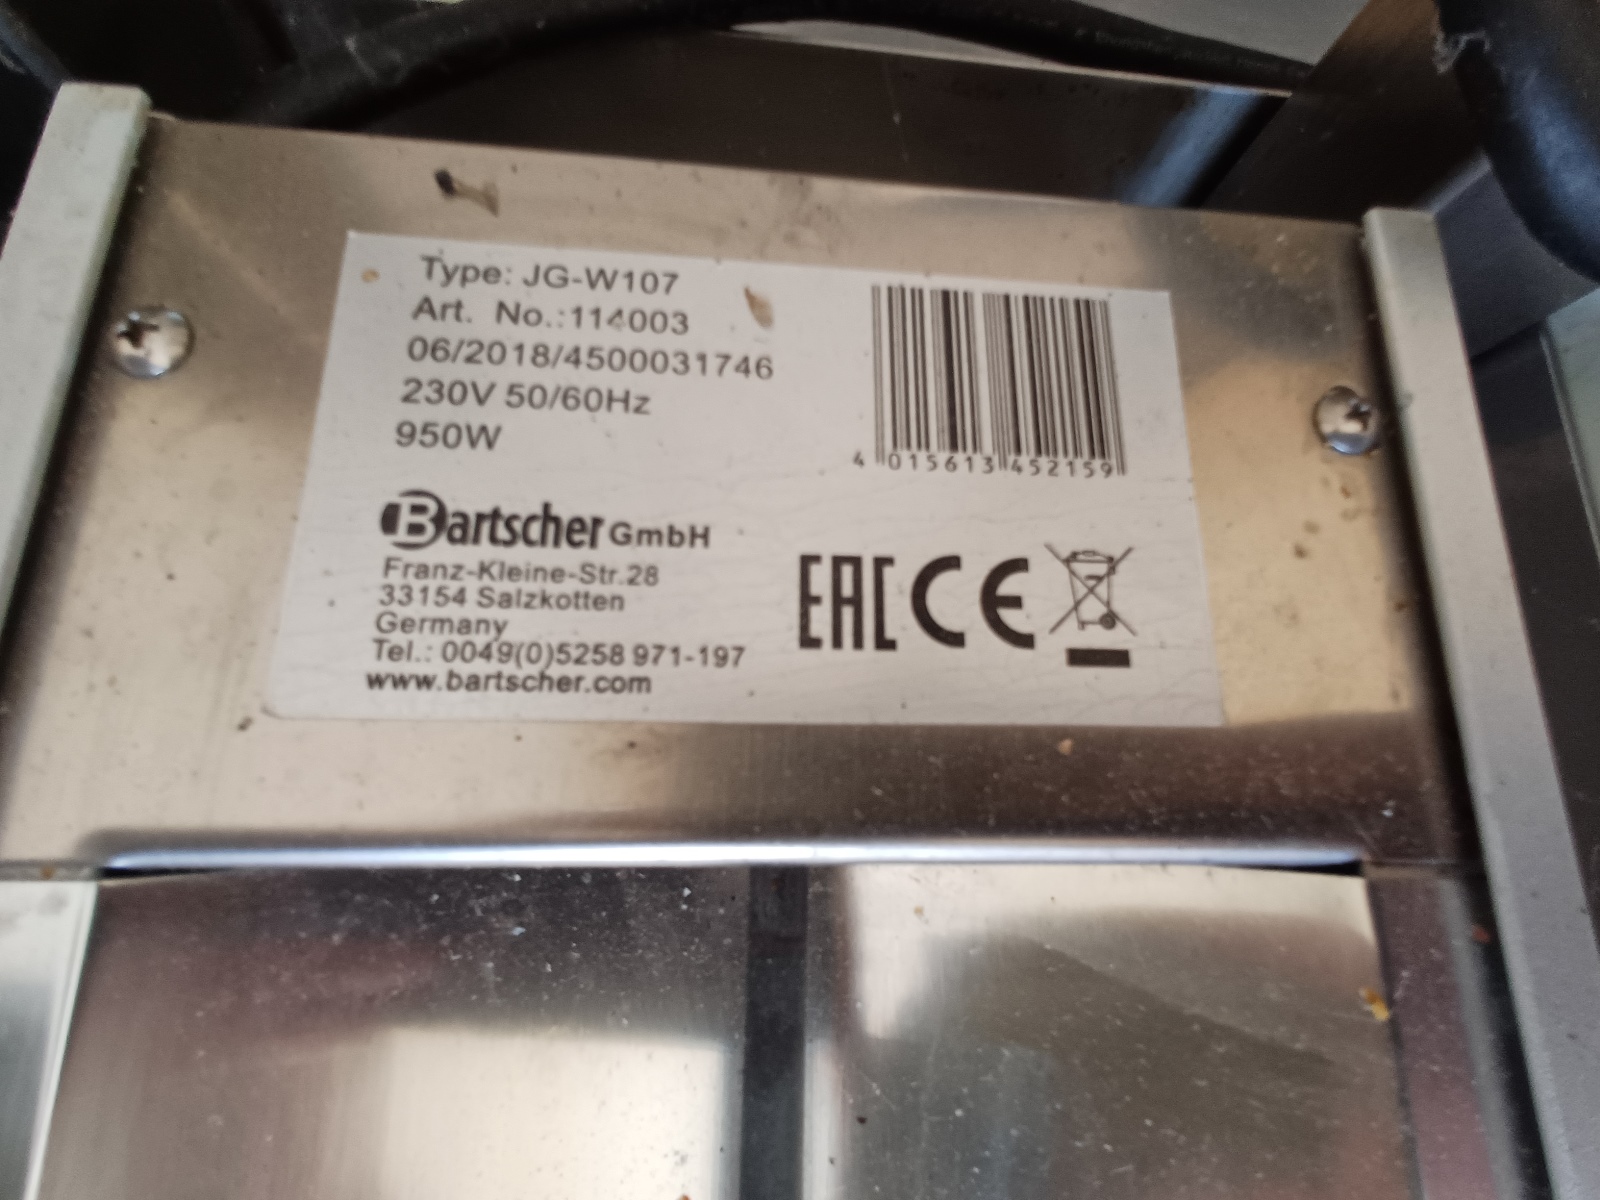 Type: JG-W107
Art. No.:114003
06/2018/4500031746
230V 50/60Hz
950W
4 015613 452159
Bartscher GmbH
Franz-Kleine-Str.28
33154 Salzkotten
Germany
Tel.: 0049(0)5258 971-197
www.bartscher.com
EAC CE